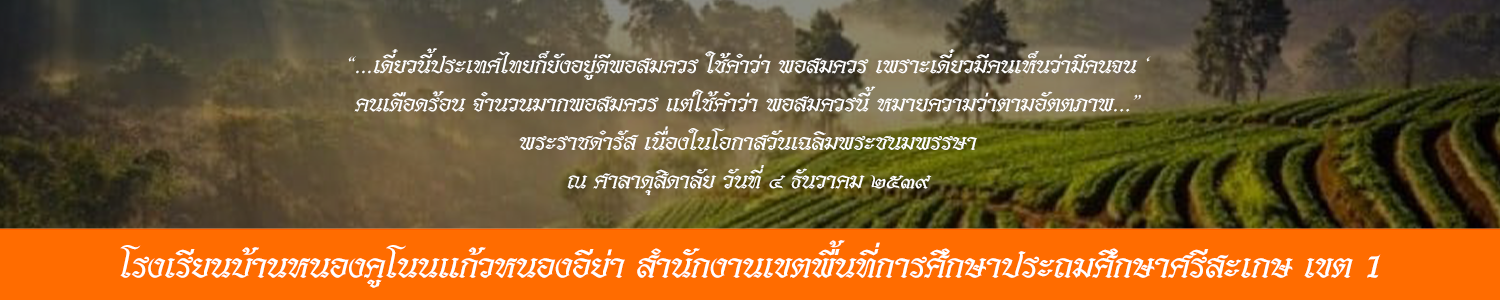 “...เดี๋ยวนี้ประเทศไทยก็ยังอยู่ดีพอสมควร ใช้คำว่า พอสมควร เพราะเดี๋ยวมีคนเห็นว่ามีคนจน ‘
คนเดือดร้อน จำนวนมากพอสมควร แต่ใช้คำว่า พอสมควรนี้ หมายความว่าตามอัตตภาพ...”
พระราชดำรัส เนื่องในโอกาสวันเฉลิมพระชนมพรรษา
ณ ศาลาดุสิดาลัย วันที่ ๔ ธันวาคม ๒๕๓๙
โรงเรียนบ้านหนองคูโนนแก้วหนองอีย่า สำนักงานเขตพื้นที่การศึกษาประถมศึกษาศรีสะเกษ เขต 1